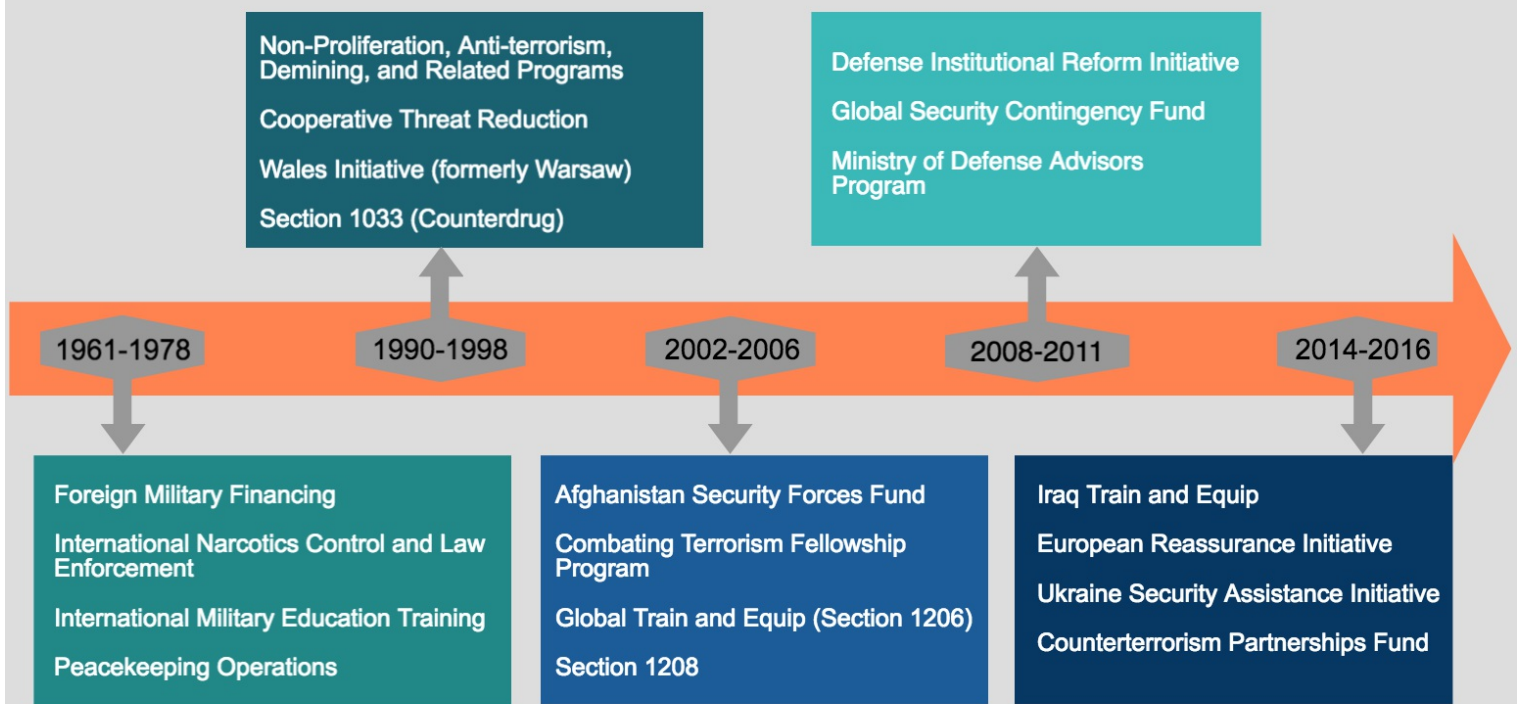 Non-Proliferation, Anti-terrorism,
Demining, and Related Programs
Cooperative Threat Reduction
Wales Initiative (formerly Warsaw)
Section 1033 (Counterdrug)
Defense Institutional Reform Initiative
Global Security Contingency Fund
Ministry of Defense Advisors
Program
1961-1978
1990-1998
2002-2006
2008-2011
2014-2016
Foreign Military Financing
International Narcotics Control and Law
Enforcement
International Military Education Training
Peacekeeping Operations
Afghanistan Security Forces Fund
Combating Terrorism Fellowship
Program
Global Train and Equip (Section 1206)
Section 1208
Iraq Train and Equip
European Reassurance Initiative
Ukraine Security Assistance Initiative
Counterterrorism Partnerships Fund